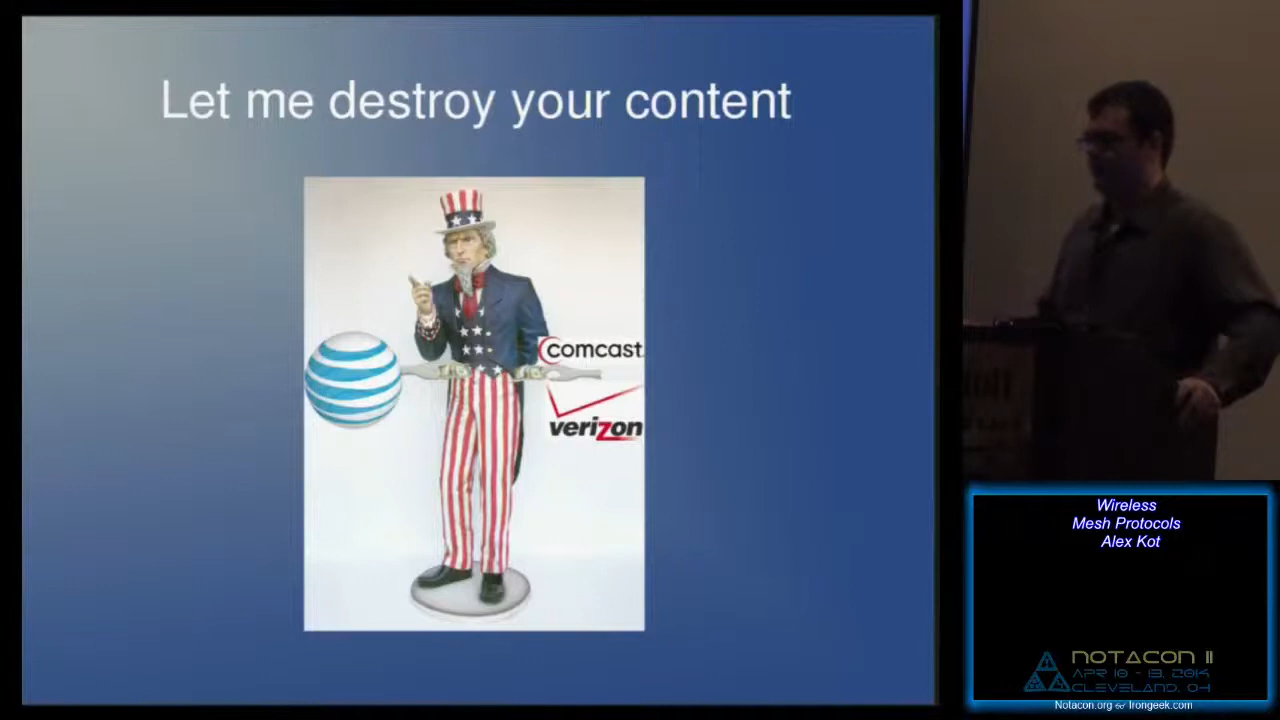 Let me destroy your content
comcast.
verizon
Wireless
Mesh Protocols
Alex Kot
NOTACON 11
APR 10 - 13, 2014
CLEVELAND, OH
Notacon.org & Irongeek.com